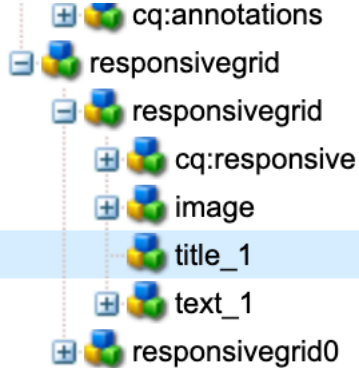 cq:annotations
responsivegrid
responsivegrid
cq:responsive
image
title_1
text_1
responsivegrid0